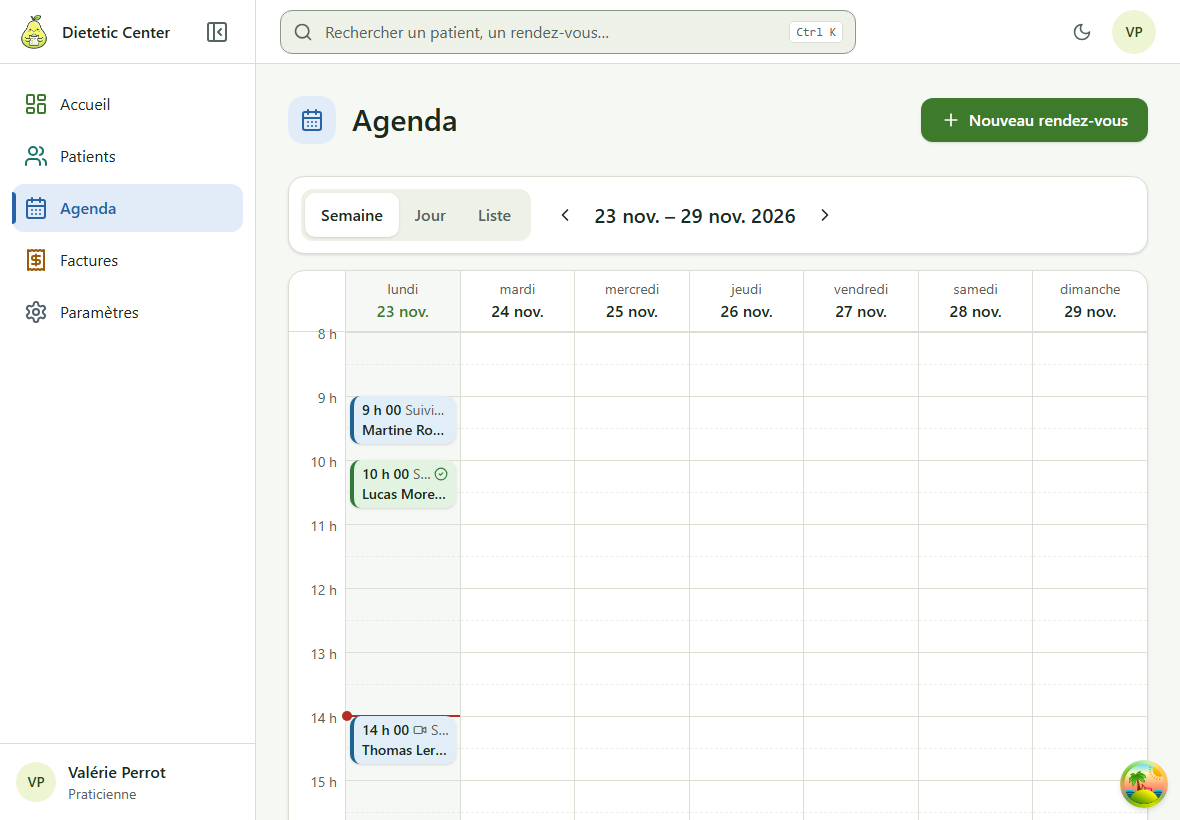 Dietetic Center
Rechercher un patient, un rendez-vous...
Ctrl K
VP
Accueil
Patients
Agenda
Factures
Paramètres
VP
Valérie Perrot
Praticienne
Agenda
Nouveau rendez-vous
Semaine
Jour
Liste
23 nov. – 29 nov. 2026
lundi
23 nov.
mardi
24 nov.
mercredi
25 nov.
jeudi
26 nov.
vendredi
27 nov.
samedi
28 nov.
dimanche
29 nov.
8 h
9 h
9 h 00 Suivi...
Martine Ro...
10 h
10 h 00 S...
Lucas More...
11 h
12 h
13 h
14 h
14 h 00 S...
Thomas Ler...
15 h